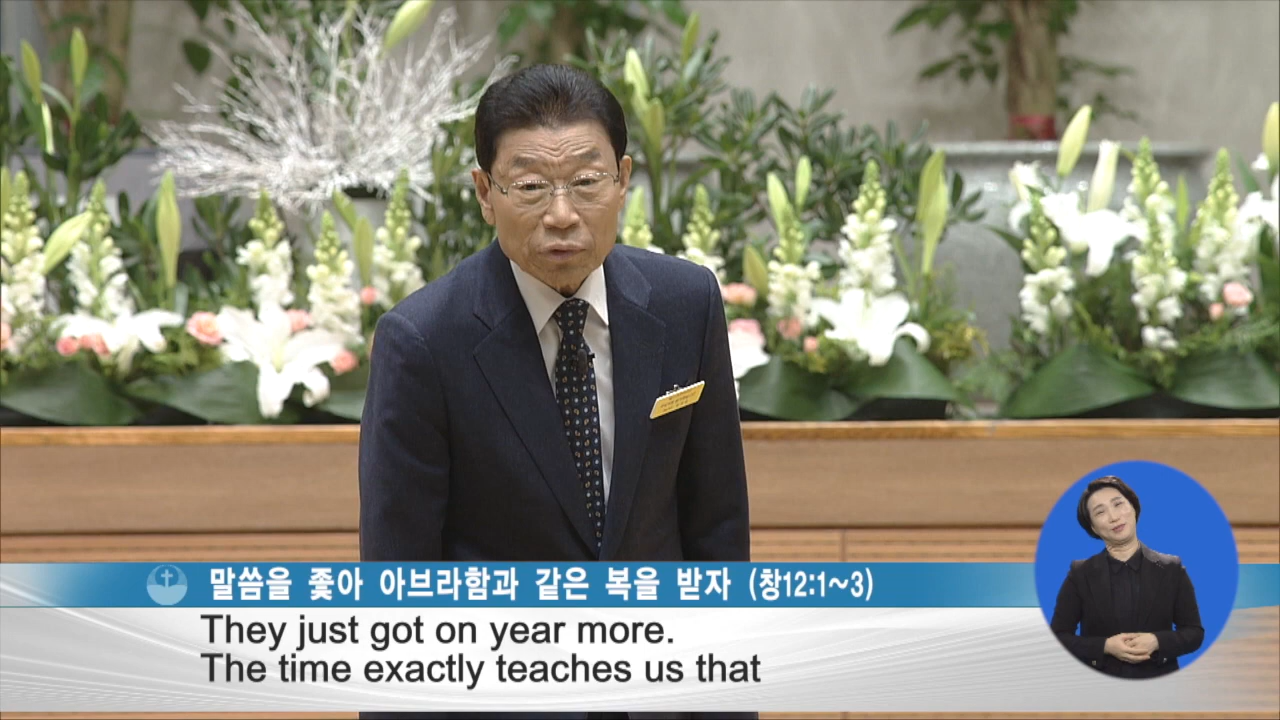 말씀을 좇아 아브라함과 같은 복을 받자 (창12:1~3)
They just got on year more.
The time exactly teaches us that